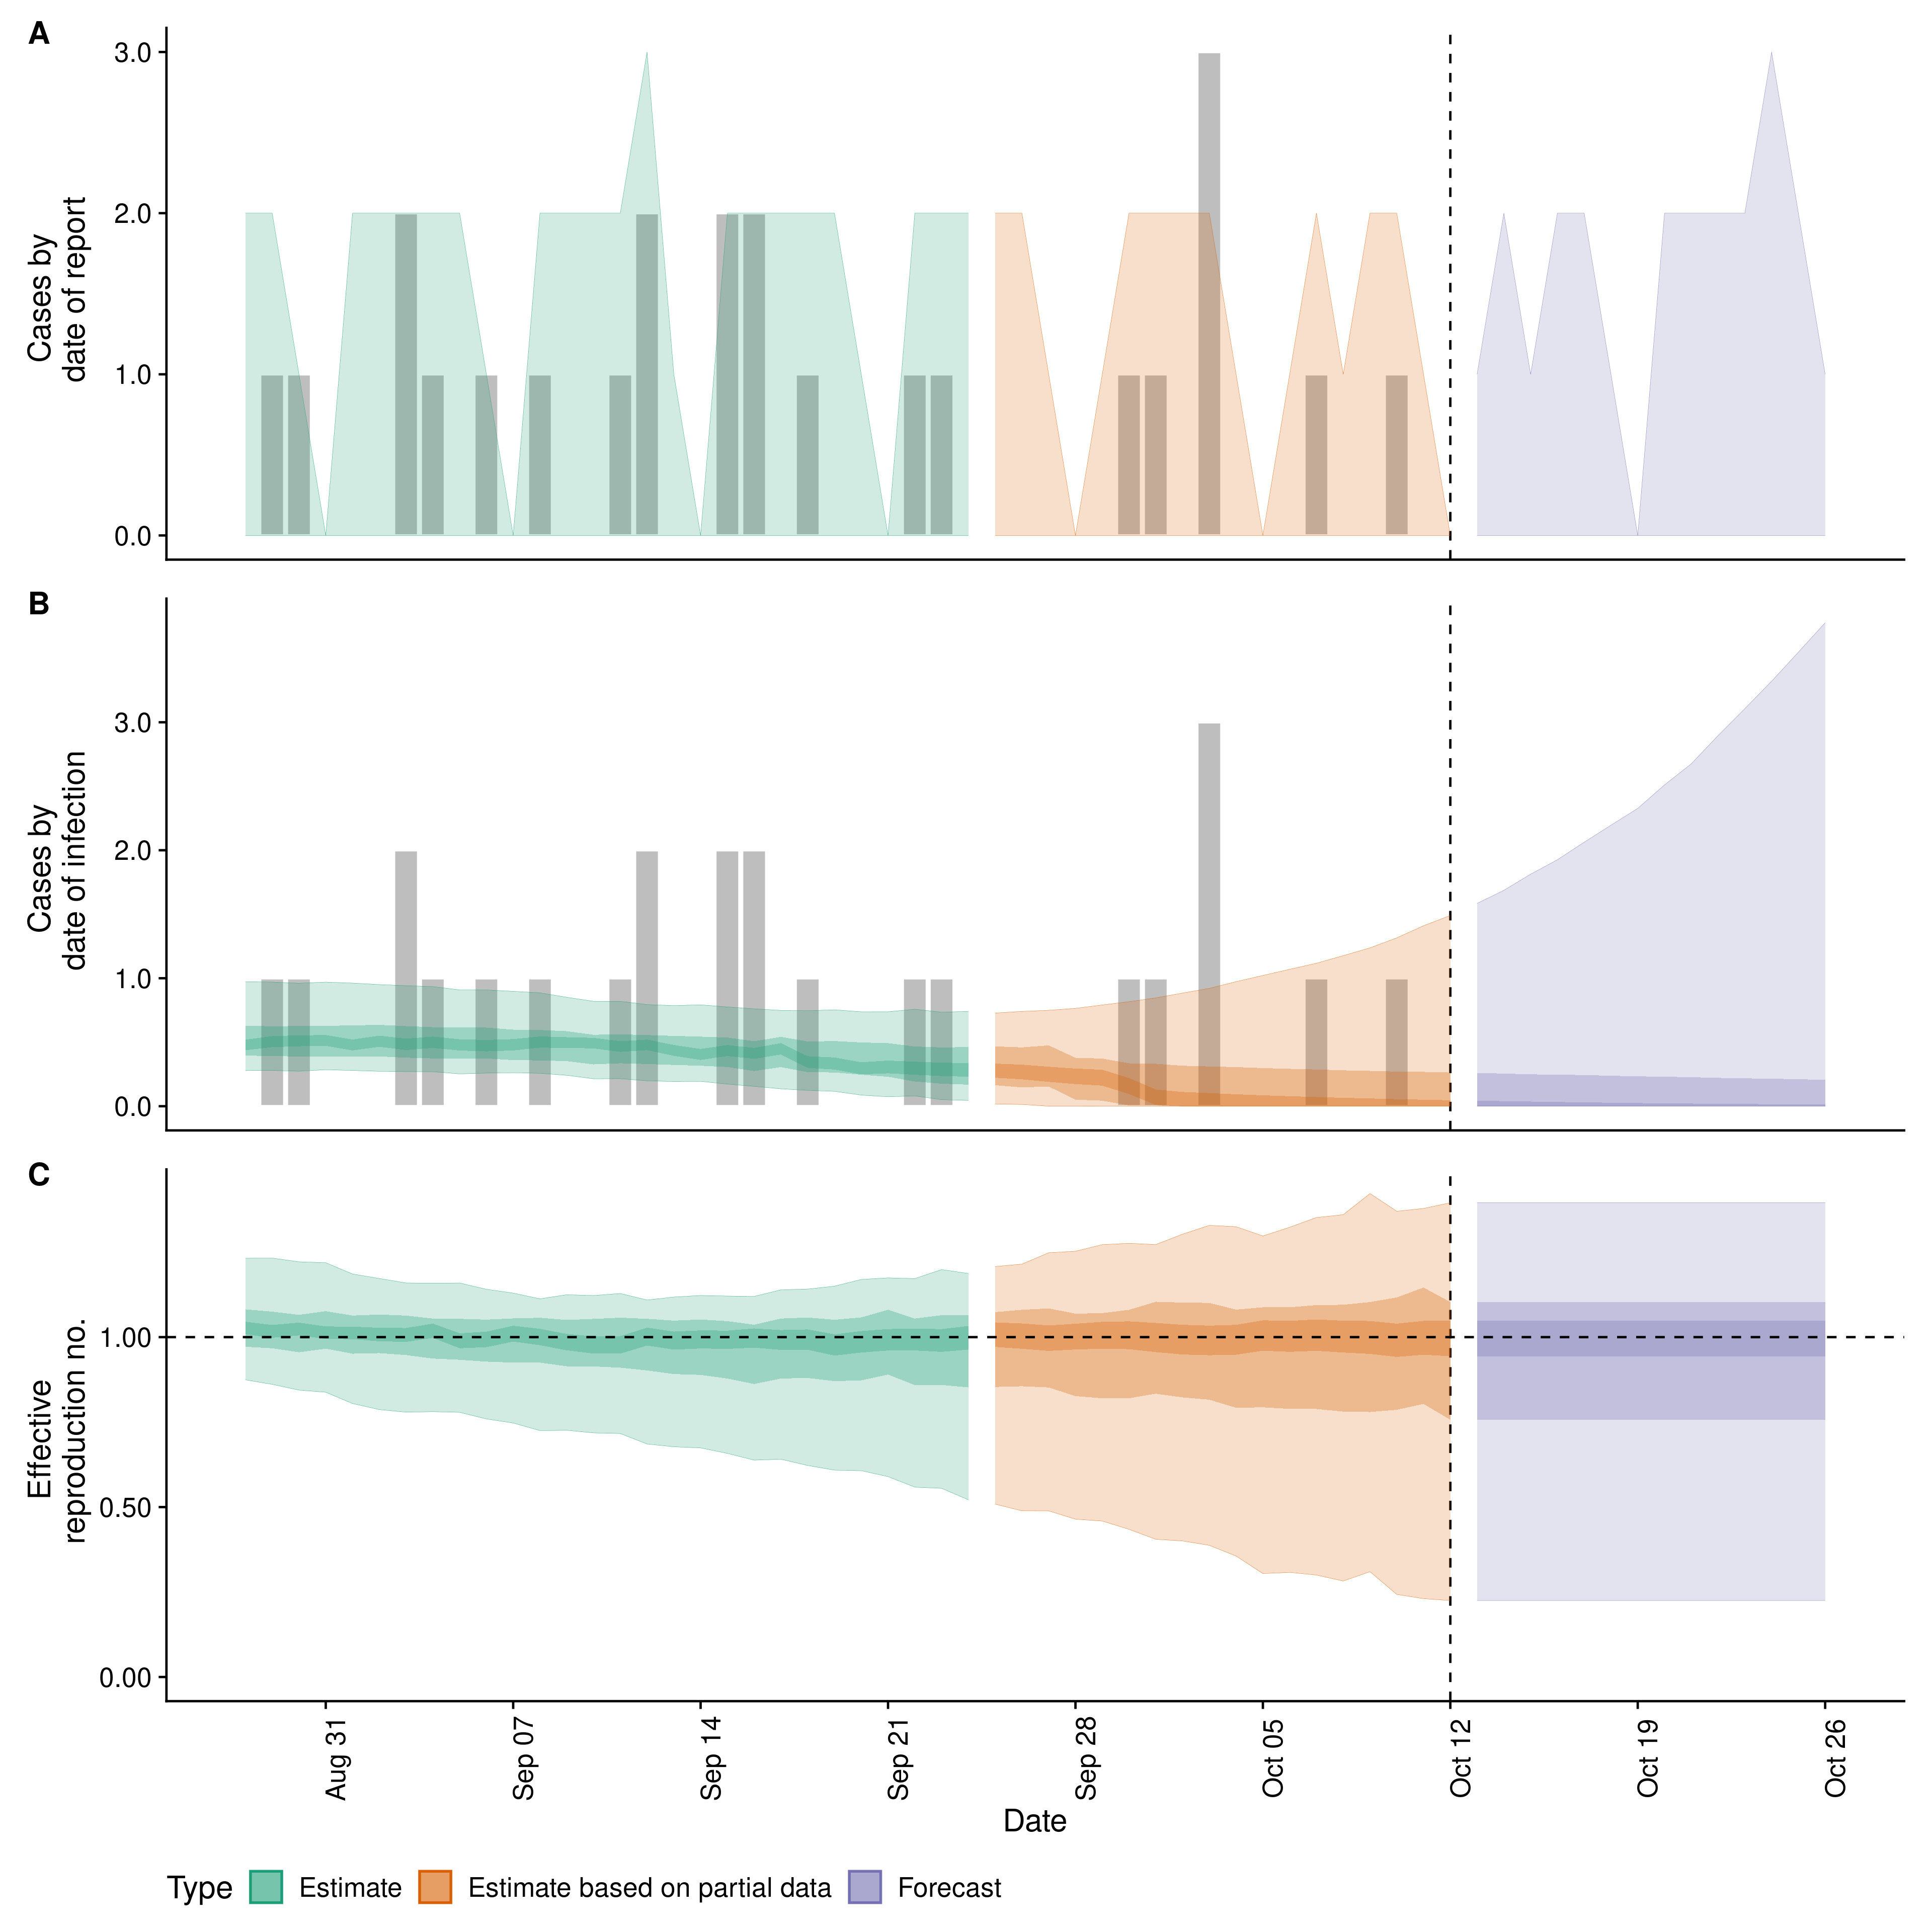 A
3.0
2.0
1.0
0.0
Cases by
date of report
B
3.0
2.0
1.0
0.0
Cases by
date of infection
C
1.00
0.50
0.00
Effective
reproduction no.
Aug 31
Sep 07
Sep 14
Sep 21
Sep 28
Oct 05
Oct 12
Oct 19
Oct 26
Date
Type Estimate Estimate based on partial data Forecast